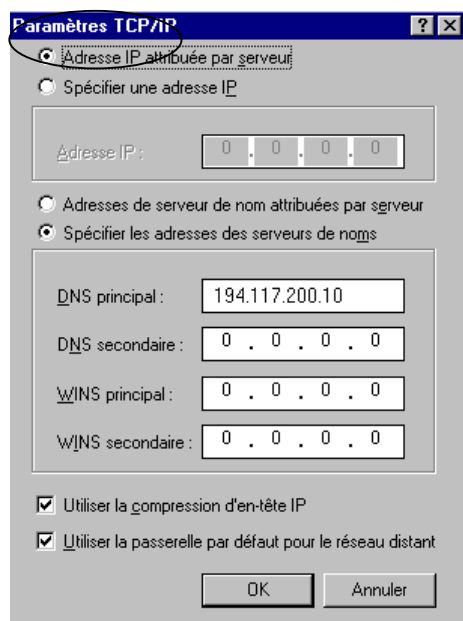 Paramètres TCP/IP
Adresse IP attribuée par serveur
Spécifier une adresse IP
Adresse IP : 0 . 0 . 0 . 0
Adresses de serveur de nom attribuées par serveur
Spécifier les adresses des serveurs de noms
DNS principal : 194.117.200.10
DNS secondaire : 0 . 0 . 0 . 0
WINS principal : 0 . 0 . 0 . 0
WINS secondaire : 0 . 0 . 0 . 0
Utiliser la compression d'en-tête IP
Utiliser la passerelle par défaut pour le réseau distant
OK Annuler